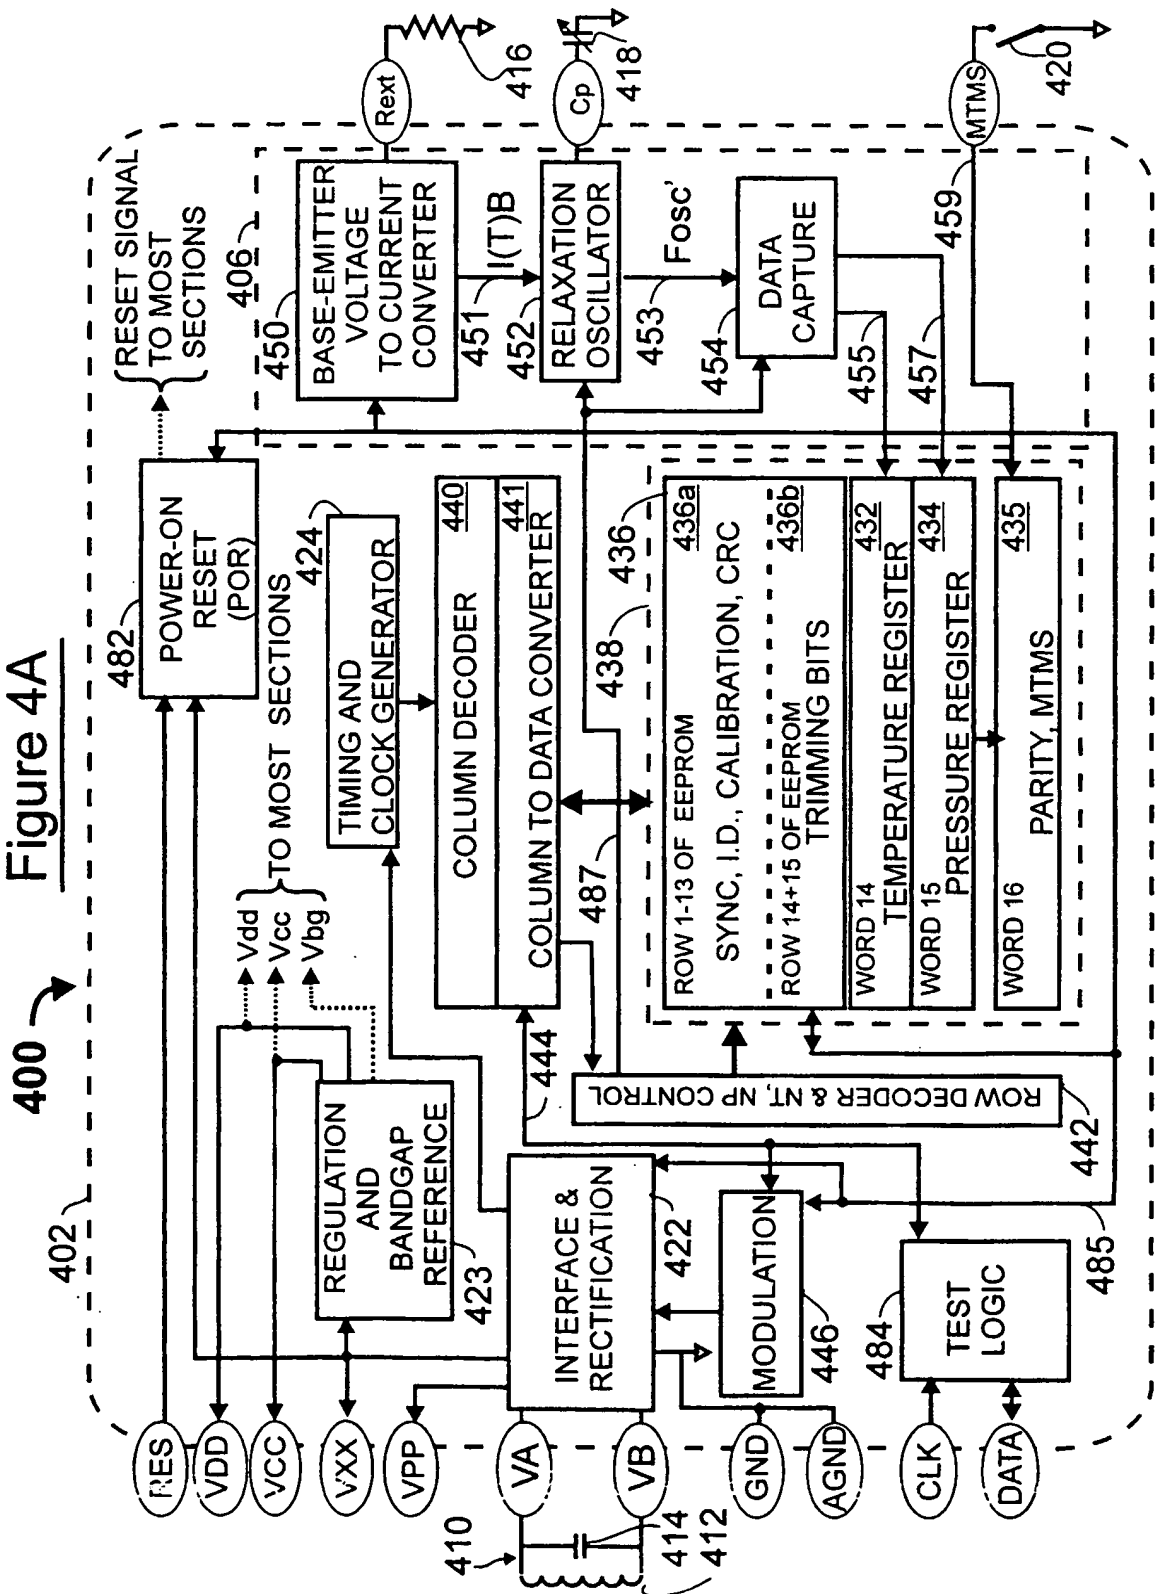 Figure 4A
400
402
482
POWER-ON
RESET
(POR)
RESET SIGNAL
TO MOST
SECTIONS
406
450
BASE-EMITTER
VOLTAGE
TO CURRENT
CONVERTER
Rext
416
451
I(T)B
452
RELAXATION
OSCILLATOR
Cp
418
453
Fosc'
454
DATA
CAPTURE
455
457
459
MTMS
420
Vdd
Vcc
Vbg
TO MOST SECTIONS
424
TIMING AND
CLOCK GENERATOR
REGULATION
AND
BANDGAP
REFERENCE
423
COLUMN DECODER
440
COLUMN TO DATA CONVERTER
441
444
487
438
436
ROW 1-13 OF EEPROM
436a
SYNC, I.D., CALIBRATION, CRC
ROW 14+15 OF EEPROM
436b
TRIMMING BITS
WORD 14
432
TEMPERATURE REGISTER
WORD 15
434
PRESSURE REGISTER
WORD 16
435
PARITY, MTMS
ROW DECODER & NT, NP CONTROL
442
INTERFACE &
RECTIFICATION
422
MODULATION
446
484
TEST
LOGIC
485
RES
VDD
VCC
VXX
VPP
VA
VB
GND
AGND
CLK
DATA
410
414
412